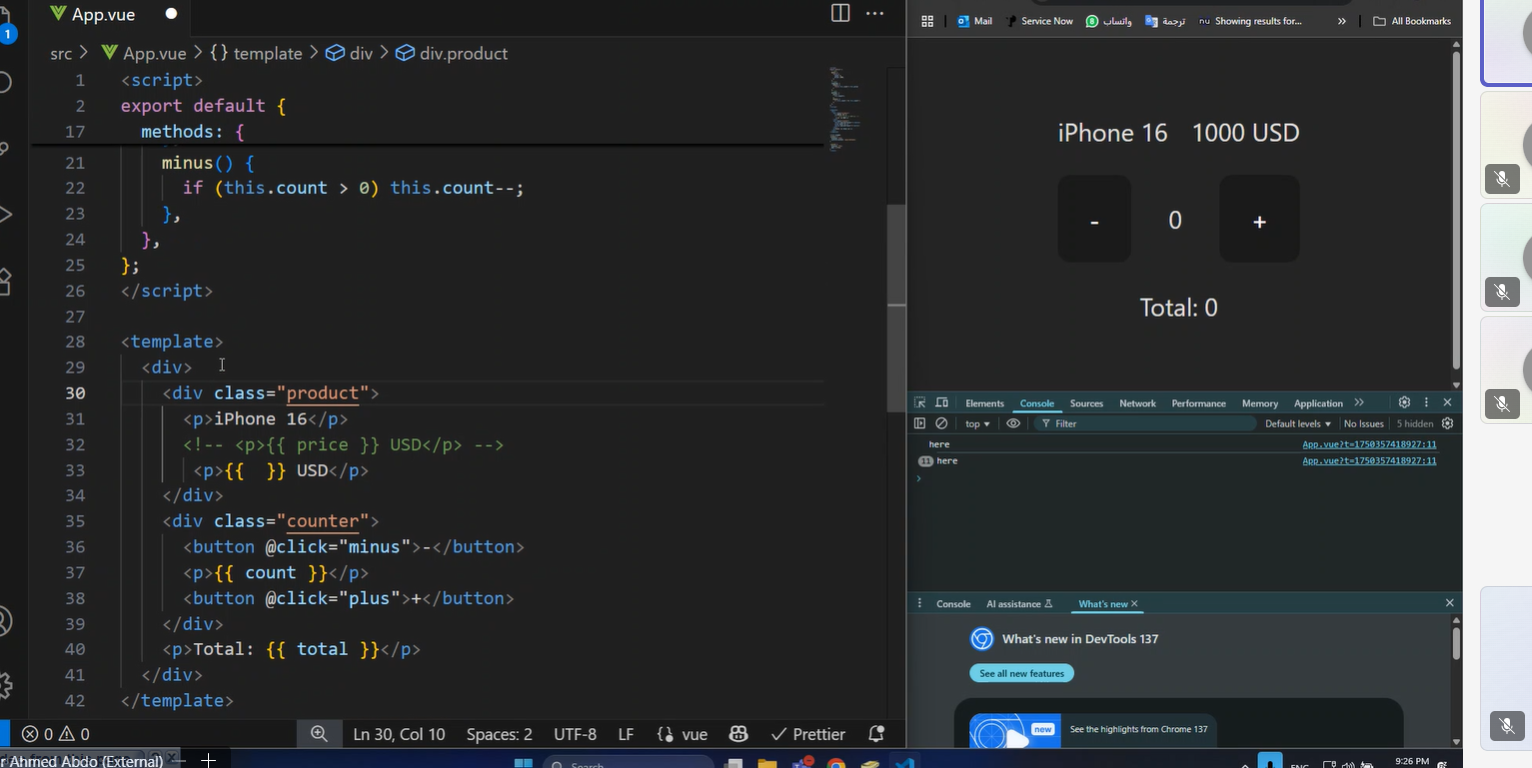 App.vue
1
src > App.vue > {} template > div > div.product
1 <script>
2 export default {
17 methods: {
21 minus() {
22 if (this.count > 0) this.count--;
23 },
24 },
25 };
26 </script>
27
28 <template>
29 <div>
30 <div class="product">
31 <p>iPhone 16</p>
32 <!-- <p>{{ price }} USD</p> -->
33 <p>{{  }} USD</p>
34 </div>
35 <div class="counter">
36 <button @click="minus">-</button>
37 <p>{{ count }}</p>
38 <button @click="plus">+</button>
39 </div>
40 <p>Total: {{ total }}</p>
41 </div>
42 </template>
0 0 Ln 30, Col 10 Spaces: 2 UTF-8 LF {} vue Prettier
r Ahmed Abdo (External)
Mail Service Now واتساب ترجمة nu Showing results for... » All Bookmarks
iPhone 16 1000 USD
- 0 +
Total: 0
Elements Console Sources Network Performance Memory Application »
top Filter Default levels No Issues 5 hidden
here App.vue?t=1750357418927:11
11 here App.vue?t=1750357418927:11
Console AI assistance What's new
What's new in DevTools 137
See all new features
new See the highlights from Chrome 137
Search
ENG 9:26 PM